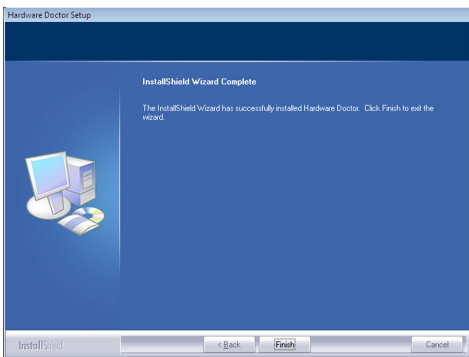 Hardware Doctor Setup
InstallShield Wizard Complete
The InstallShield Wizard has successfully installed Hardware Doctor. Click Finish to exit the
wizard.
InstallShield
< Back
Finish
Cancel